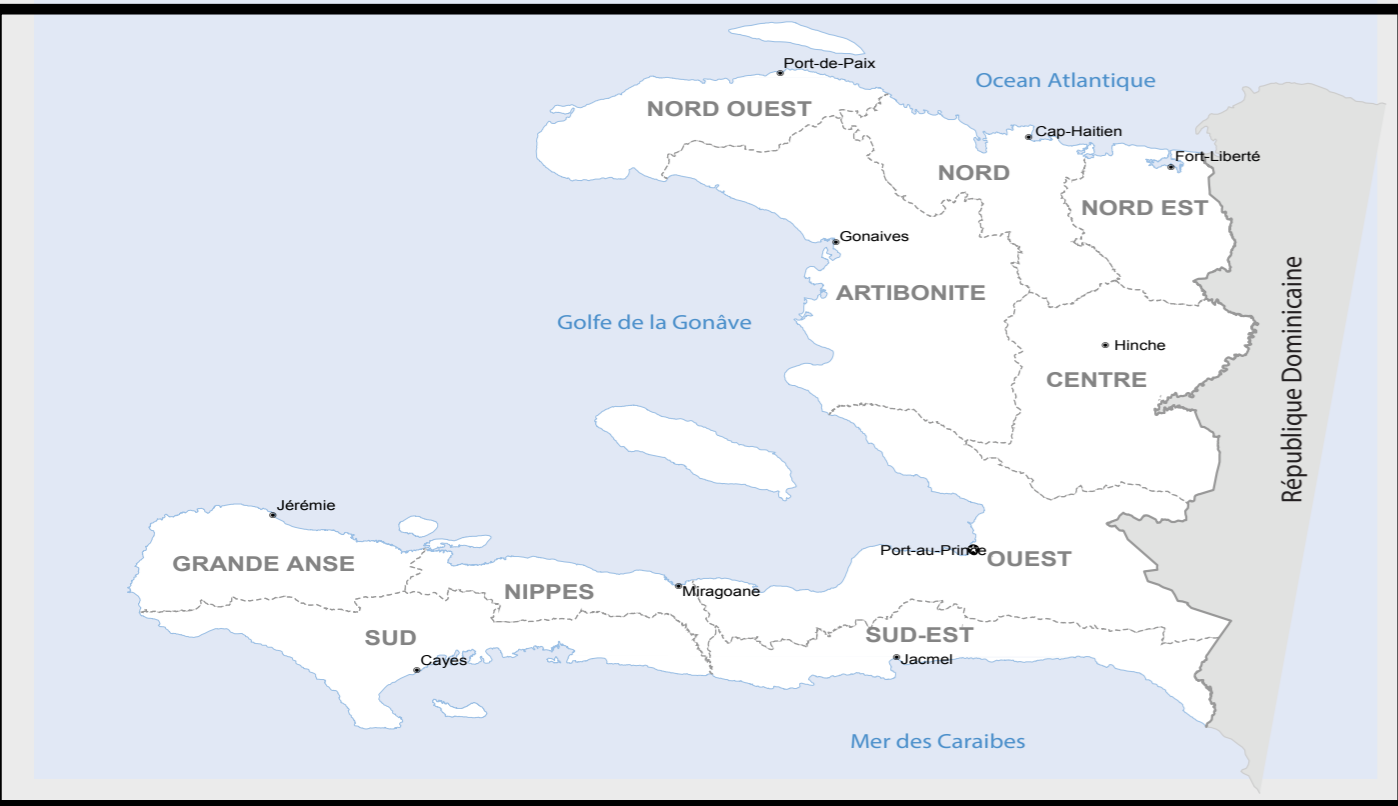 Port-de-Paix
Ocean Atlantique
NORD OUEST
Cap-Haitien
Fort-Liberté
NORD
NORD EST
Gonaives
ARTIBONITE
République Dominicaine
Golfe de la Gonâve
Hinche
CENTRE
Jérémie
Port-au-Prince
OUEST
GRANDE ANSE
NIPPES
Miragoane
SUD
SUD-EST
Cayes
Jacmel
Mer des Caraibes